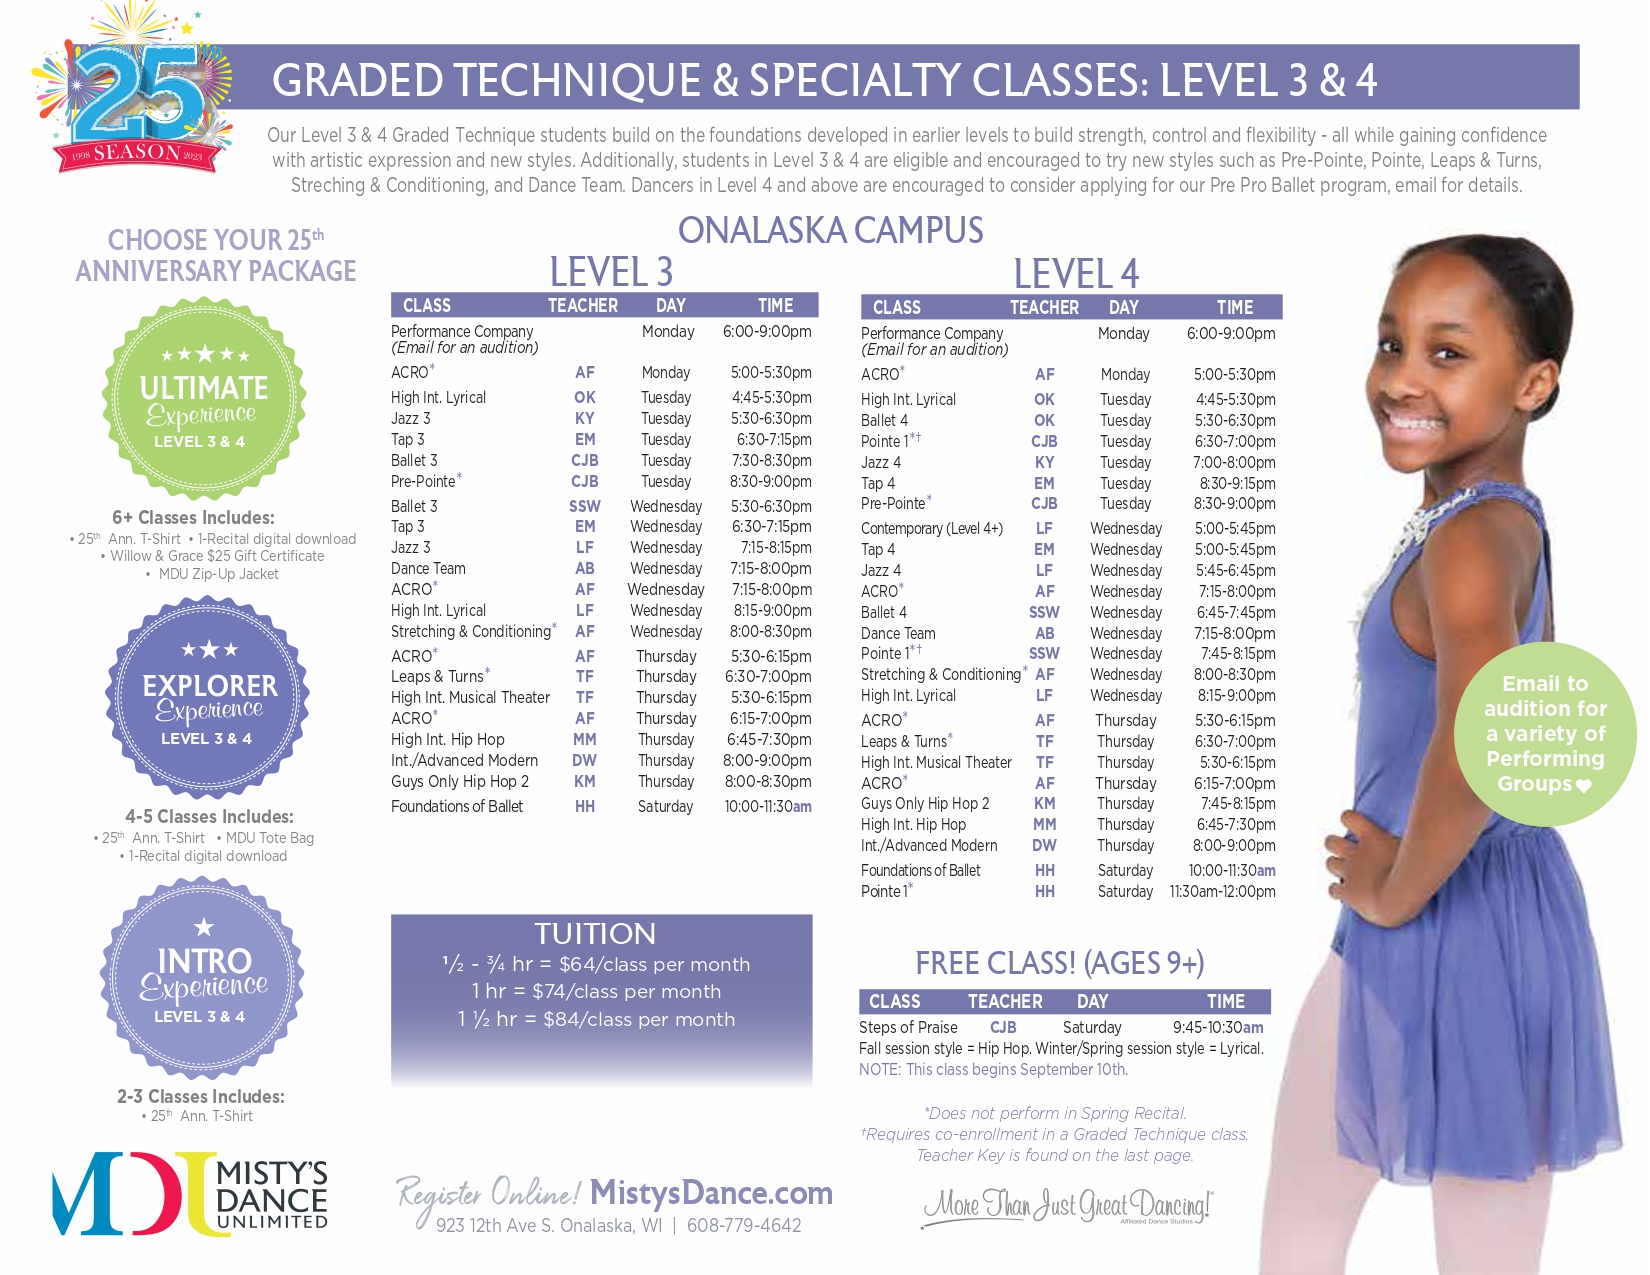 25
1998 SEASON 2023
GRADED TECHNIQUE & SPECIALTY CLASSES: LEVEL 3 & 4
Our Level 3 & 4 Graded Technique students build on the foundations developed in earlier levels to build strength, control and flexibility - all while gaining confidence
with artistic expression and new styles. Additionally, students in Level 3 & 4 are eligible and encouraged to try new styles such as Pre-Pointe, Pointe, Leaps & Turns,
Streching & Conditioning, and Dance Team. Dancers in Level 4 and above are encouraged to consider applying for our Pre Pro Ballet program, email for details.
CHOOSE YOUR 25th
ANNIVERSARY PACKAGE
ULTIMATE
Experience
LEVEL 3 & 4
6+ Classes Includes:
• 25th Ann. T-Shirt • 1-Recital digital download
• Willow & Grace $25 Gift Certificate
• MDU Zip-Up Jacket
EXPLORER
Experience
LEVEL 3 & 4
4-5 Classes Includes:
• 25th Ann. T-Shirt • MDU Tote Bag
• 1-Recital digital download
INTRO
Experience
LEVEL 3 & 4
2-3 Classes Includes:
• 25th Ann. T-Shirt
ONALASKA CAMPUS
LEVEL 3
CLASS TEACHER DAY TIME
Performance Company Monday 6:00-9:00pm
(Email for an audition)
ACRO* AF Monday 5:00-5:30pm
High Int. Lyrical OK Tuesday 4:45-5:30pm
Jazz 3 KY Tuesday 5:30-6:30pm
Tap 3 EM Tuesday 6:30-7:15pm
Ballet 3 CJB Tuesday 7:30-8:30pm
Pre-Pointe* CJB Tuesday 8:30-9:00pm
Ballet 3 SSW Wednesday 5:30-6:30pm
Tap 3 EM Wednesday 6:30-7:15pm
Jazz 3 LF Wednesday 7:15-8:15pm
Dance Team AB Wednesday 7:15-8:00pm
ACRO* AF Wednesday 7:15-8:00pm
High Int. Lyrical LF Wednesday 8:15-9:00pm
Stretching & Conditioning* AF Wednesday 8:00-8:30pm
ACRO* AF Thursday 5:30-6:15pm
Leaps & Turns* TF Thursday 6:30-7:00pm
High Int. Musical Theater TF Thursday 5:30-6:15pm
ACRO* AF Thursday 6:15-7:00pm
High Int. Hip Hop MM Thursday 6:45-7:30pm
Int./Advanced Modern DW Thursday 8:00-9:00pm
Guys Only Hip Hop 2 KM Thursday 8:00-8:30pm
Foundations of Ballet HH Saturday 10:00-11:30am
LEVEL 4
CLASS TEACHER DAY TIME
Performance Company Monday 6:00-9:00pm
(Email for an audition)
ACRO* AF Monday 5:00-5:30pm
High Int. Lyrical OK Tuesday 4:45-5:30pm
Ballet 4 OK Tuesday 5:30-6:30pm
Pointe 1*† CJB Tuesday 6:30-7:00pm
Jazz 4 KY Tuesday 7:00-8:00pm
Tap 4 EM Tuesday 8:30-9:15pm
Pre-Pointe* CJB Tuesday 8:30-9:00pm
Contemporary (Level 4+) LF Wednesday 5:00-5:45pm
Tap 4 EM Wednesday 5:00-5:45pm
Jazz 4 LF Wednesday 5:45-6:45pm
ACRO* AF Wednesday 7:15-8:00pm
Ballet 4 SSW Wednesday 6:45-7:45pm
Dance Team AB Wednesday 7:15-8:00pm
Pointe 1*† SSW Wednesday 7:45-8:15pm
Stretching & Conditioning* AF Wednesday 8:00-8:30pm
High Int. Lyrical LF Wednesday 8:15-9:00pm
ACRO* AF Thursday 5:30-6:15pm
Leaps & Turns* TF Thursday 6:30-7:00pm
High Int. Musical Theater TF Thursday 5:30-6:15pm
ACRO* AF Thursday 6:15-7:00pm
Guys Only Hip Hop 2 KM Thursday 7:45-8:15pm
High Int. Hip Hop MM Thursday 6:45-7:30pm
Int./Advanced Modern DW Thursday 8:00-9:00pm
Foundations of Ballet HH Saturday 10:00-11:30am
Pointe 1* HH Saturday 11:30am-12:00pm
Email to
audition for
a variety of
Performing
Groups♥
TUITION
½ - ¾ hr = $64/class per month
1 hr = $74/class per month
1 ½ hr = $84/class per month
FREE CLASS! (AGES 9+)
CLASS TEACHER DAY TIME
Steps of Praise CJB Saturday 9:45-10:30am
Fall session style = Hip Hop. Winter/Spring session style = Lyrical.
NOTE: This class begins September 10th.
*Does not perform in Spring Recital.
†Requires co-enrollment in a Graded Technique class.
Teacher Key is found on the last page.
MDU MISTY'S
DANCE
UNLIMITED
Register Online! MistysDance.com
923 12th Ave S. Onalaska, WI | 608-779-4642
More Than Just Great Dancing!
Affiliated Dance Studios